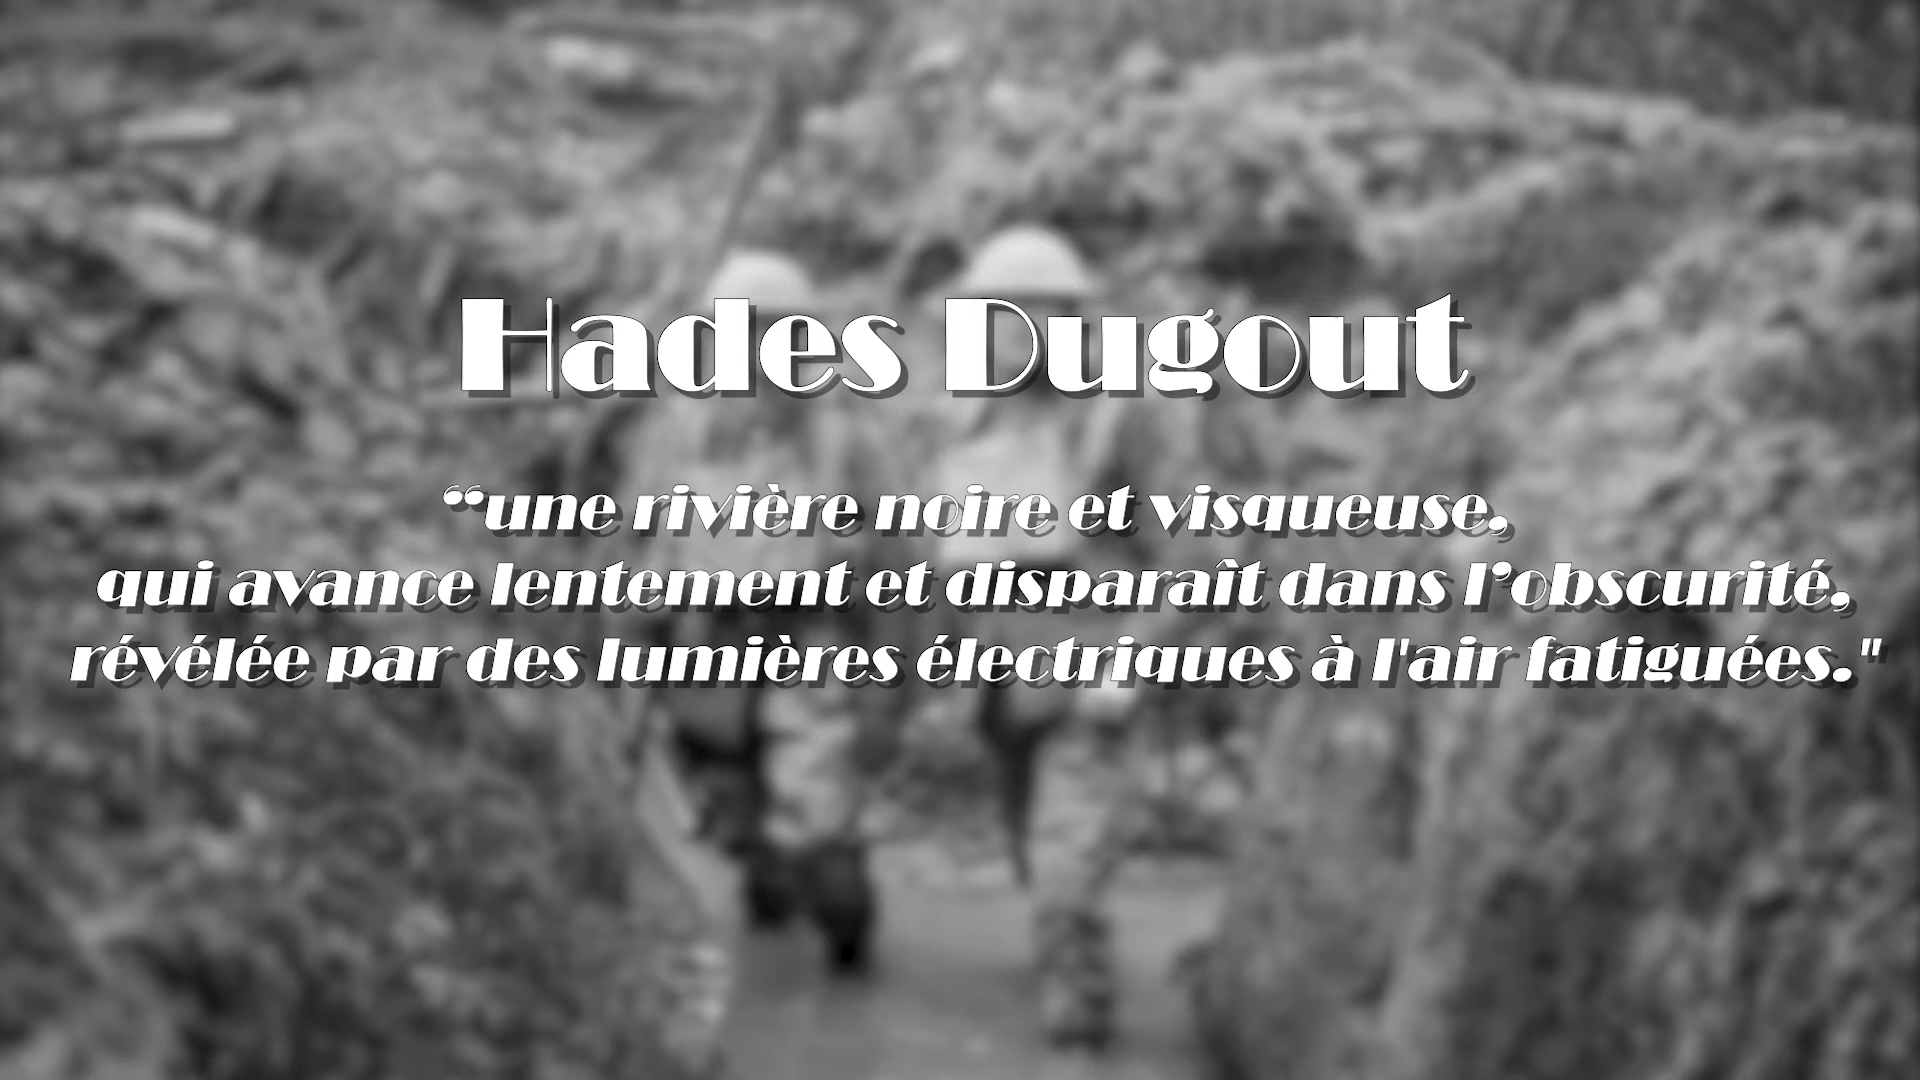 Hades Dugout
“une rivière noire et visqueuse,
qui avance lentement et disparaît dans l’obscurité,
révélée par des lumières électriques à l'air fatiguées."